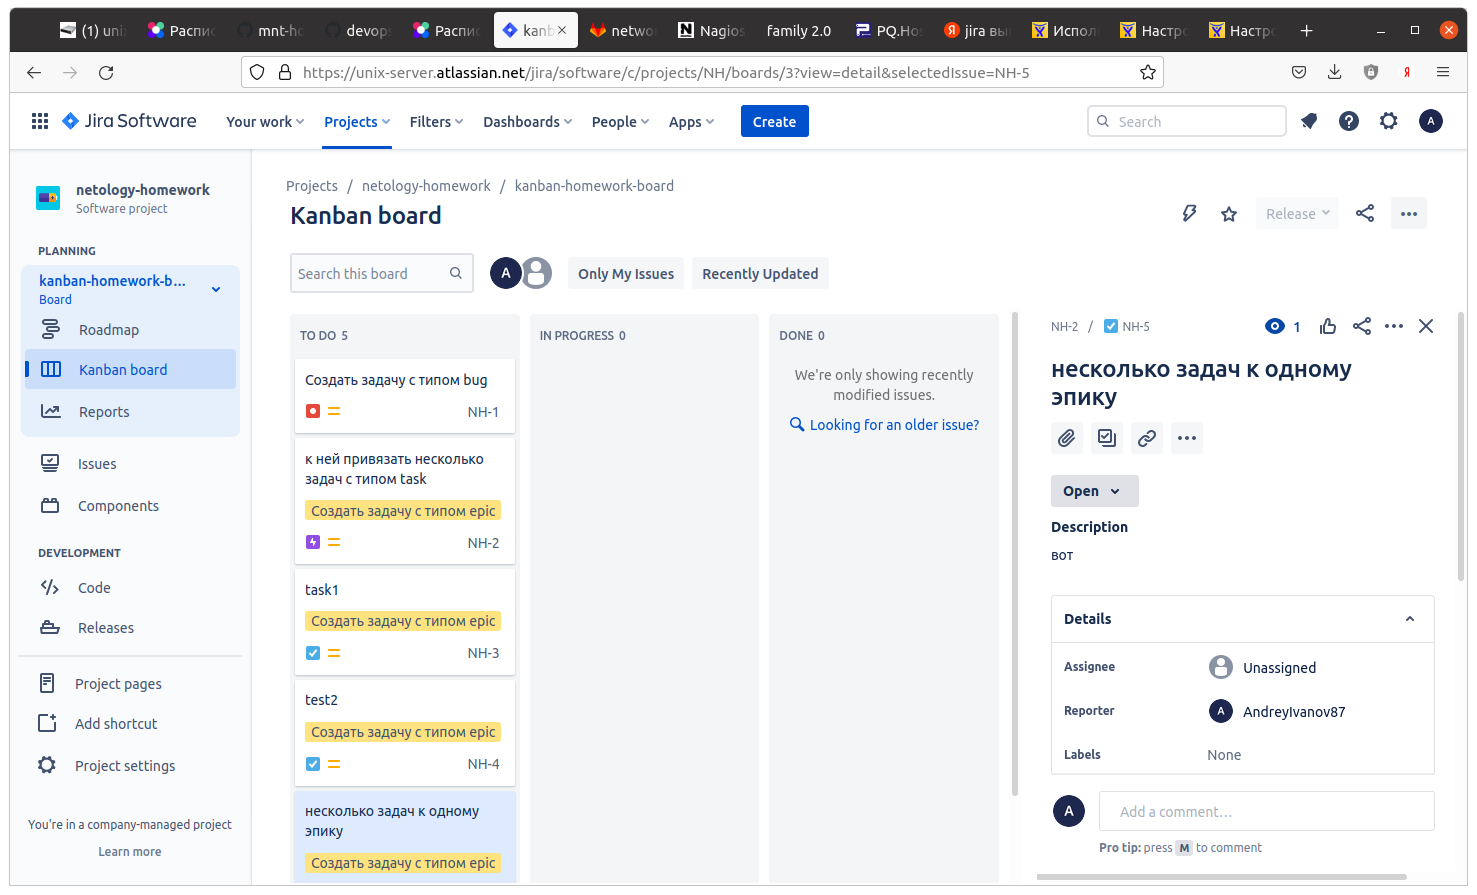 (1) uni
Распис
mnt-ho
devops
Распис
kanb
netwo
Nagios
family 2.0
PQ.Hos
jira вы
Испол
Настро
Настро
https://unix-server.atlassian.net/jira/software/c/projects/NH/boards/3?view=detail&selectedIssue=NH-5
Jira Software
Your work
Projects
Filters
Dashboards
People
Apps
Create
Search
A
netology-homework
Software project
PLANNING
kanban-homework-b...
Board
Roadmap
Kanban board
Reports
Issues
Components
DEVELOPMENT
Code
Releases
Project pages
Add shortcut
Project settings
You're in a company-managed project
Learn more
Projects / netology-homework / kanban-homework-board
Kanban board
Release
Search this board
A
Only My Issues
Recently Updated
TO DO 5
Создать задачу с типом bug
NH-1
к ней привязать несколько
задач с типом task
Создать задачу с типом epic
NH-2
task1
Создать задачу с типом epic
NH-3
test2
Создать задачу с типом epic
NH-4
несколько задач к одному
эпику
Создать задачу с типом epic
IN PROGRESS 0
DONE 0
We're only showing recently
modified issues.
Looking for an older issue?
NH-2 / NH-5
1
несколько задач к одному
эпику
Open
Description
вот
Details
Assignee
Unassigned
Reporter
A
AndreyIvanov87
Labels
None
A
Add a comment...
Pro tip: press M to comment